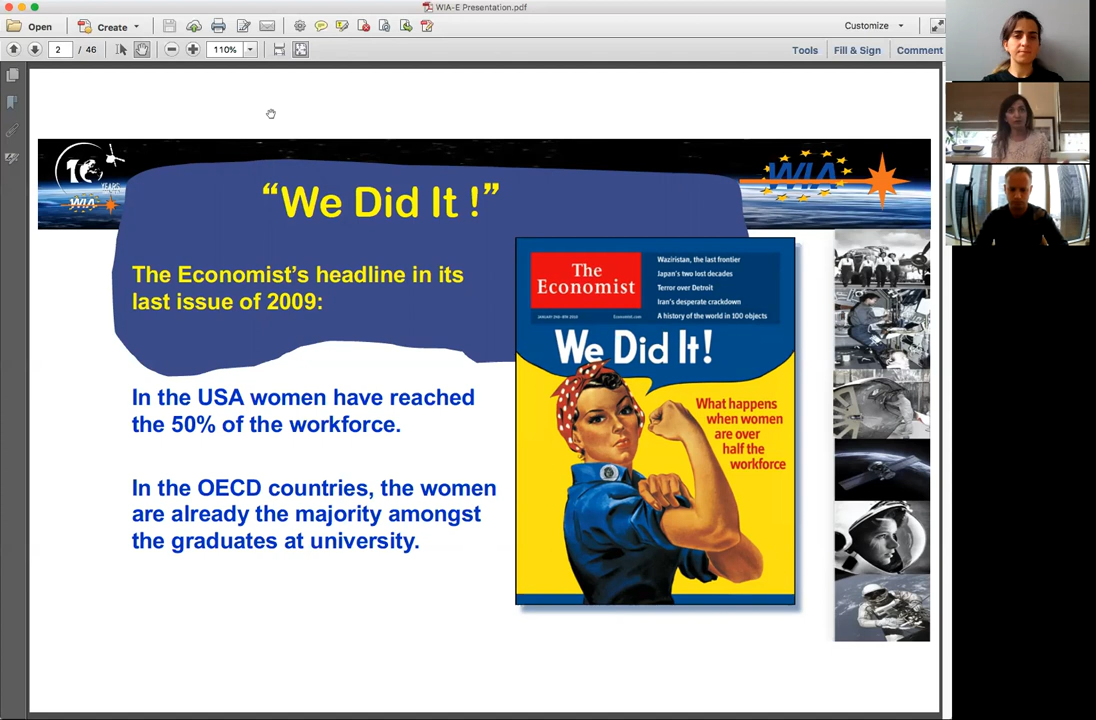 WIA-E Presentation.pdf
Open
Create
Customize
2 / 46
110%
Tools
Fill & Sign
Comment
10
YEARS
WIA
WIA
“We Did It !”
The Economist’s headline in its
last issue of 2009:
In the USA women have reached
the 50% of the workforce.
In the OECD countries, the women
are already the majority amongst
the graduates at university.
The
Economist
JANUARY 2ND-8TH 2010
Economist.com
Waziristan, the last frontier
Japan's two lost decades
Terror over Detroit
Iran's desperate crackdown
A history of the world in 100 objects
We Did It!
What happens
when women
are over
half the
workforce